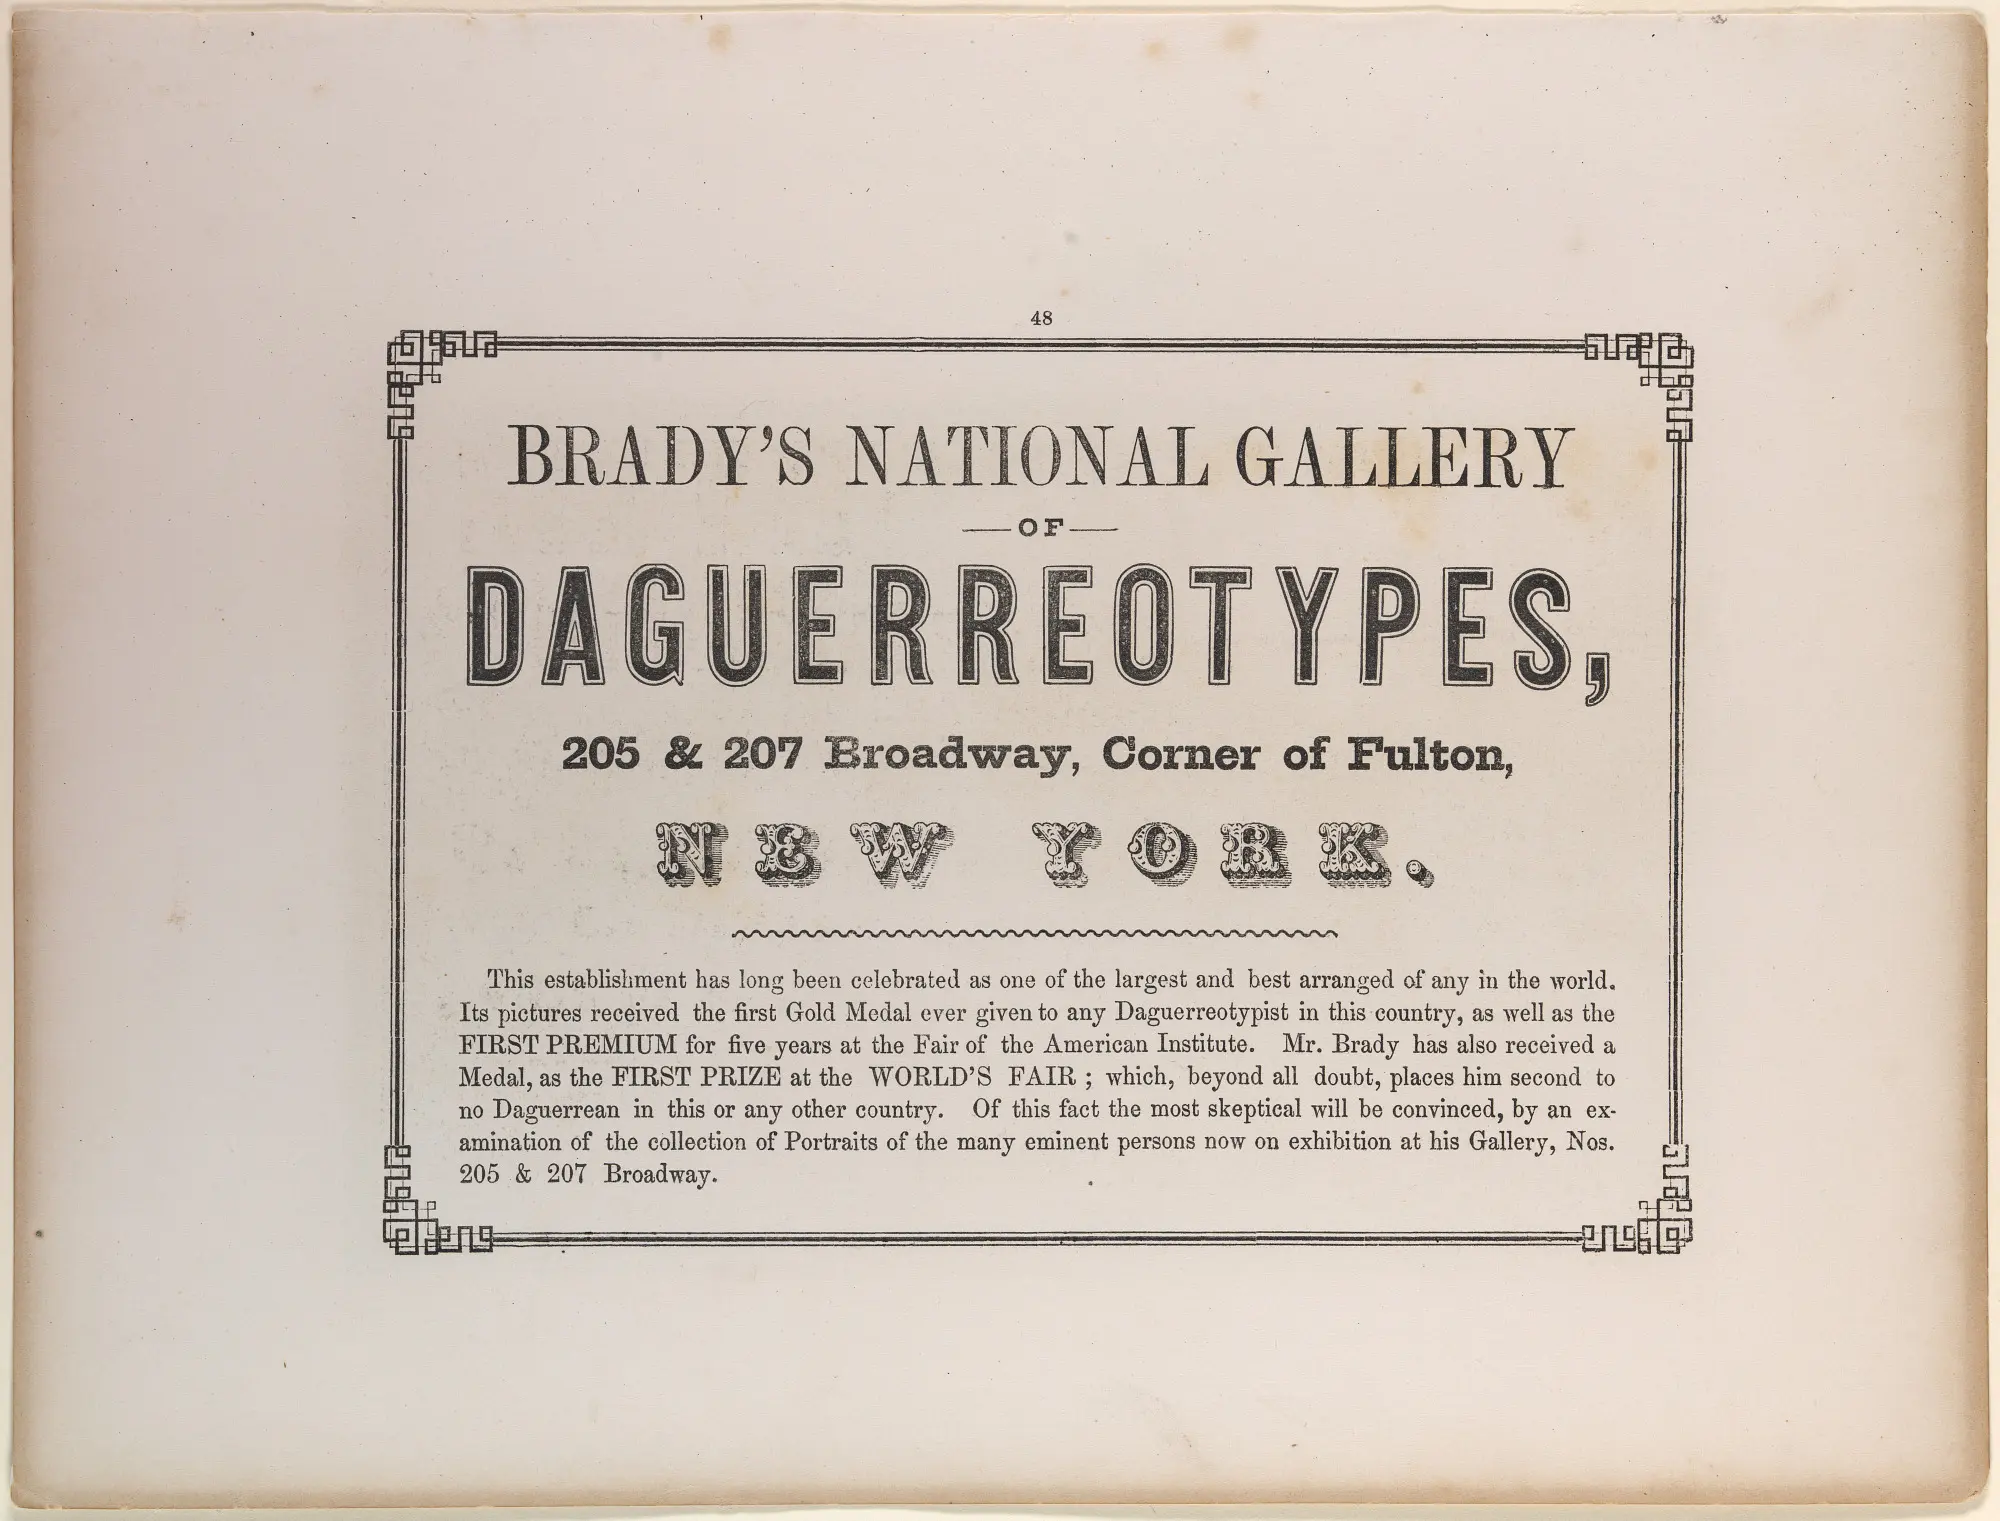 48
BRADY'S NATIONAL GALLERY
OF
DAGUERREOTYPES,
205 & 207 Broadway, Corner of Fulton,
NEW YORK.
This establishment has long been celebrated as one of the largest and best arranged of any in the world.
Its pictures received the first Gold Medal ever given to any Daguerreotypist in this country, as well as the
FIRST PREMIUM for five years at the Fair of the American Institute. Mr. Brady has also received a
Medal, as the FIRST PRIZE at the WORLD'S FAIR ; which, beyond all doubt, places him second to
no Daguerrean in this or any other country. Of this fact the most skeptical will be convinced, by an ex-
amination of the collection of Portraits of the many eminent persons now on exhibition at his Gallery, Nos.
205 & 207 Broadway.